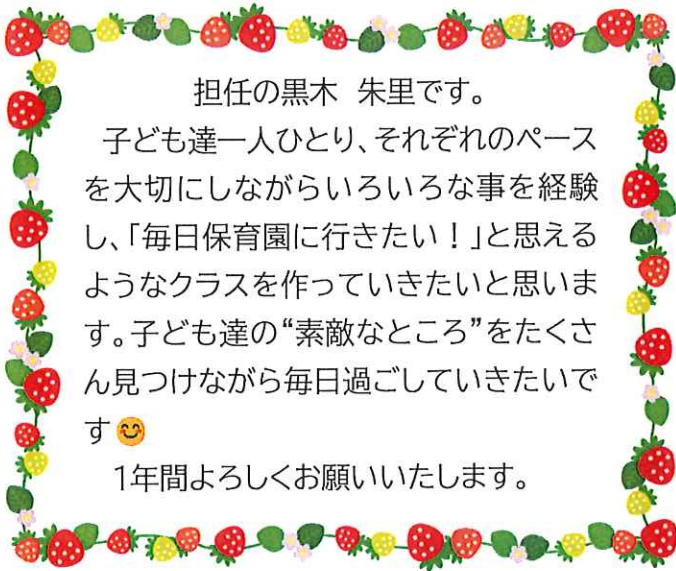 担任の黒木　朱里です。
子ども達一人ひとり、それぞれのペース
を大切にしながらいろいろな事を経験
し、「毎日保育園に行きたい！」と思える
ようなクラスを作っていきたいと思いま
す。子ども達の“素敵なところ”をたくさ
ん見つけながら毎日過ごしていきたいで
す😊
1年間よろしくお願いいたします。